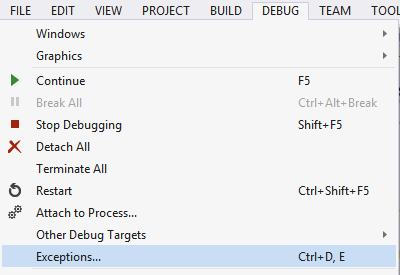 FILE EDIT VIEW PROJECT BUILD DEBUG TEAM TOOL
Windows
Graphics
Continue F5
Break All Ctrl+Alt+Break
Stop Debugging Shift+F5
Detach All
Terminate All
Restart Ctrl+Shift+F5
Attach to Process...
Other Debug Targets
Exceptions... Ctrl+D, E